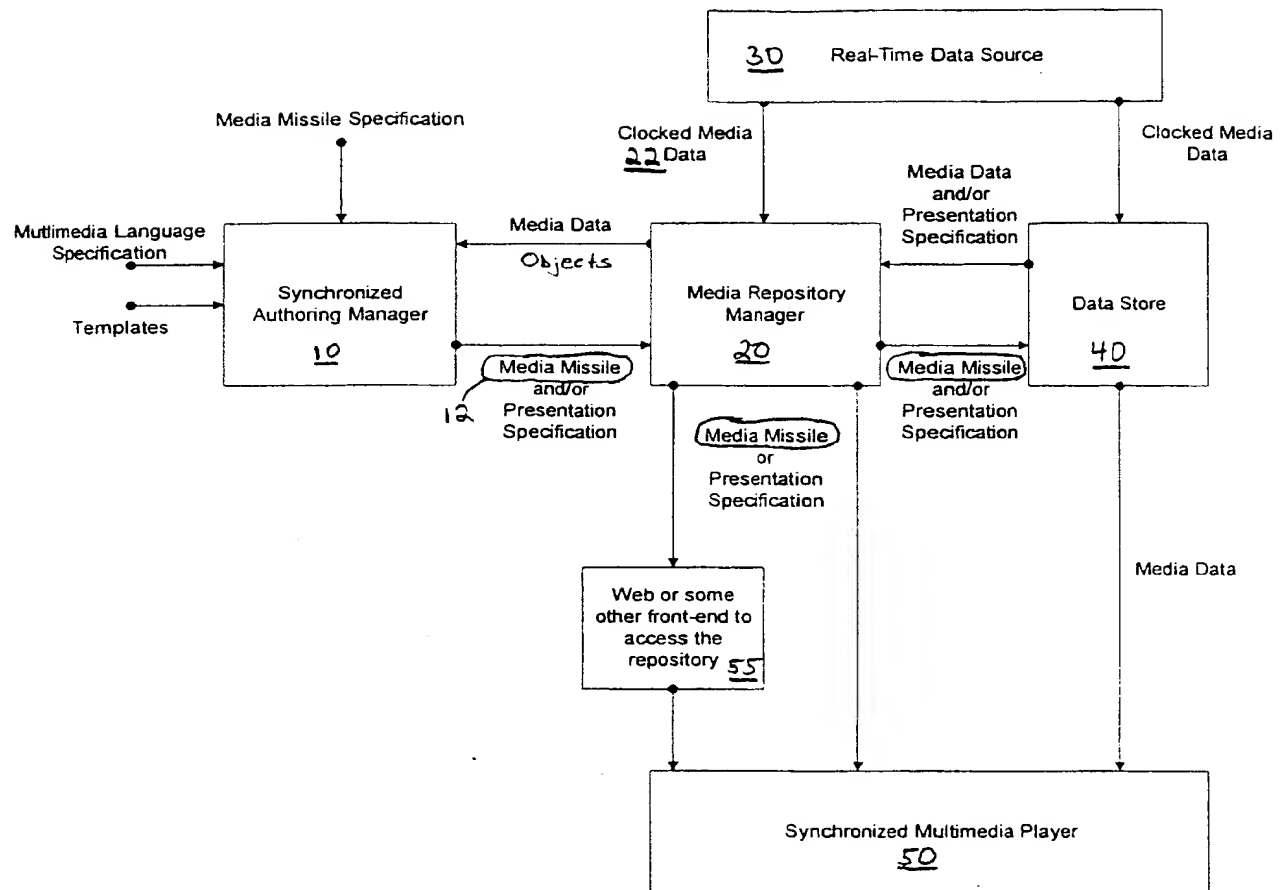 30 Real-Time Data Source
Media Missile Specification
Clocked Media
22 Data
Clocked Media
Data
Media Data
and/or
Presentation
Specification
Mutlimedia Language
Specification
Templates
Media Data
Objects
Synchronized
Authoring Manager
10
Media Repository
Manager
20
Data Store
40
12
Media Missile
and/or
Presentation
Specification
Media Missile
and/or
Presentation
Specification
Media Missile
or
Presentation
Specification
Media Data
Web or some
other front-end to
access the
repository 55
Synchronized Multimedia Player
50